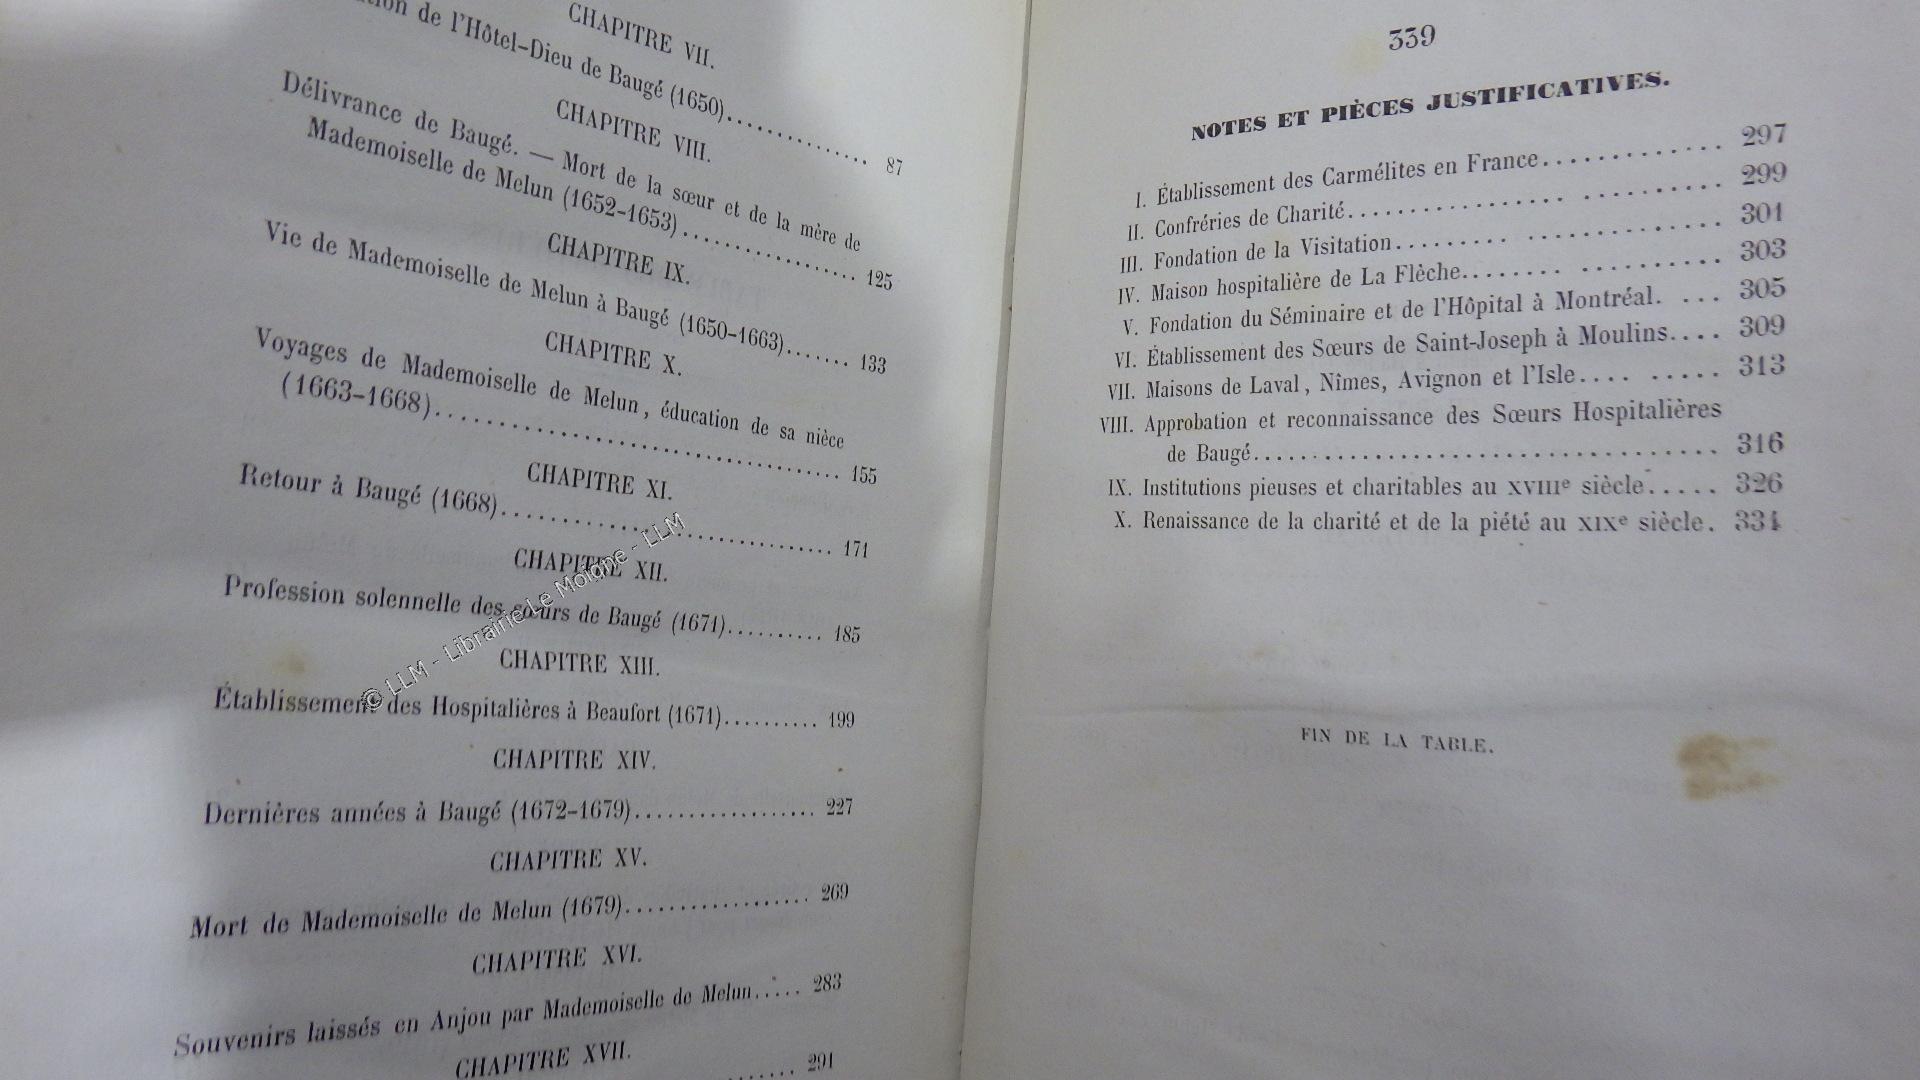 CHAPITRE VII.
de l'Hôtel-Dieu de Baugé (1650)............... 87
CHAPITRE VIII.
Délivrance de Baugé. — Mort de la sœur et de la mère de
Mademoiselle de Melun (1652-1653)................ 125
CHAPITRE IX.
Vie de Mademoiselle de Melun à Baugé (1650-1663)....... 133
CHAPITRE X.
Voyages de Mademoiselle de Melun, éducation de sa nièce
(1663-1668)........................................ 155
CHAPITRE XI.
Retour à Baugé (1668)................................ 171
CHAPITRE XII.
Profession solennelle des sœurs de Baugé (1671).......... 185
CHAPITRE XIII.
Établissement des Hospitalières à Beaufort (1671).......... 199
CHAPITRE XIV.
Dernières années à Baugé (1672-1679)................... 227
CHAPITRE XV.
Mort de Mademoiselle de Melun (1679)................... 269
CHAPITRE XVI.
Souvenirs laissés en Anjou par Mademoiselle de Melun..... 283
CHAPITRE XVII.
...... 291
© LLM - Librairie Le Moigne - LLM
339
NOTES ET PIÈCES JUSTIFICATIVES.
I. Établissement des Carmélites en France............. 297
II. Confréries de Charité................. .......... 299
III. Fondation de la Visitation......... ............. 301
IV. Maison hospitalière de La Flèche........ .......... 303
V. Fondation du Séminaire et de l'Hôpital à Montréal. ... 305
VI. Établissement des Sœurs de Saint-Joseph à Moulins.... 309
VII. Maisons de Laval, Nîmes, Avignon et l'Isle.... ..... 313
VIII. Approbation et reconnaissance des Sœurs Hospitalières
de Baugé................................... 316
IX. Institutions pieuses et charitables au XVIIIe siècle..... 326
X. Renaissance de la charité et de la piété au XIXe siècle. 334
FIN DE LA TABLE.